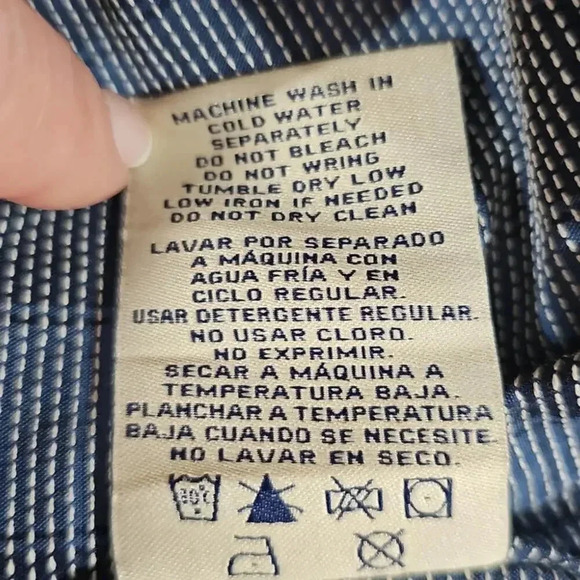 MACHINE WASH IN
COLD WATER
SEPARATELY
DO NOT BLEACH
DO NOT WRING
TUMBLE DRY LOW
LOW IRON IF NEEDED
DO NOT DRY CLEAN
LAVAR POR SEPARADO
A MÁQUINA CON
AGUA FRÍA Y EN
CICLO REGULAR.
USAR DETERGENTE REGULAR.
NO USAR CLORO.
NO EXPRIMIR.
SECAR A MÁQUINA A
TEMPERATURA BAJA.
PLANCHAR A TEMPERATURA
BAJA CUANDO SE NECESITE.
NO LAVAR EN SECO.
30°C